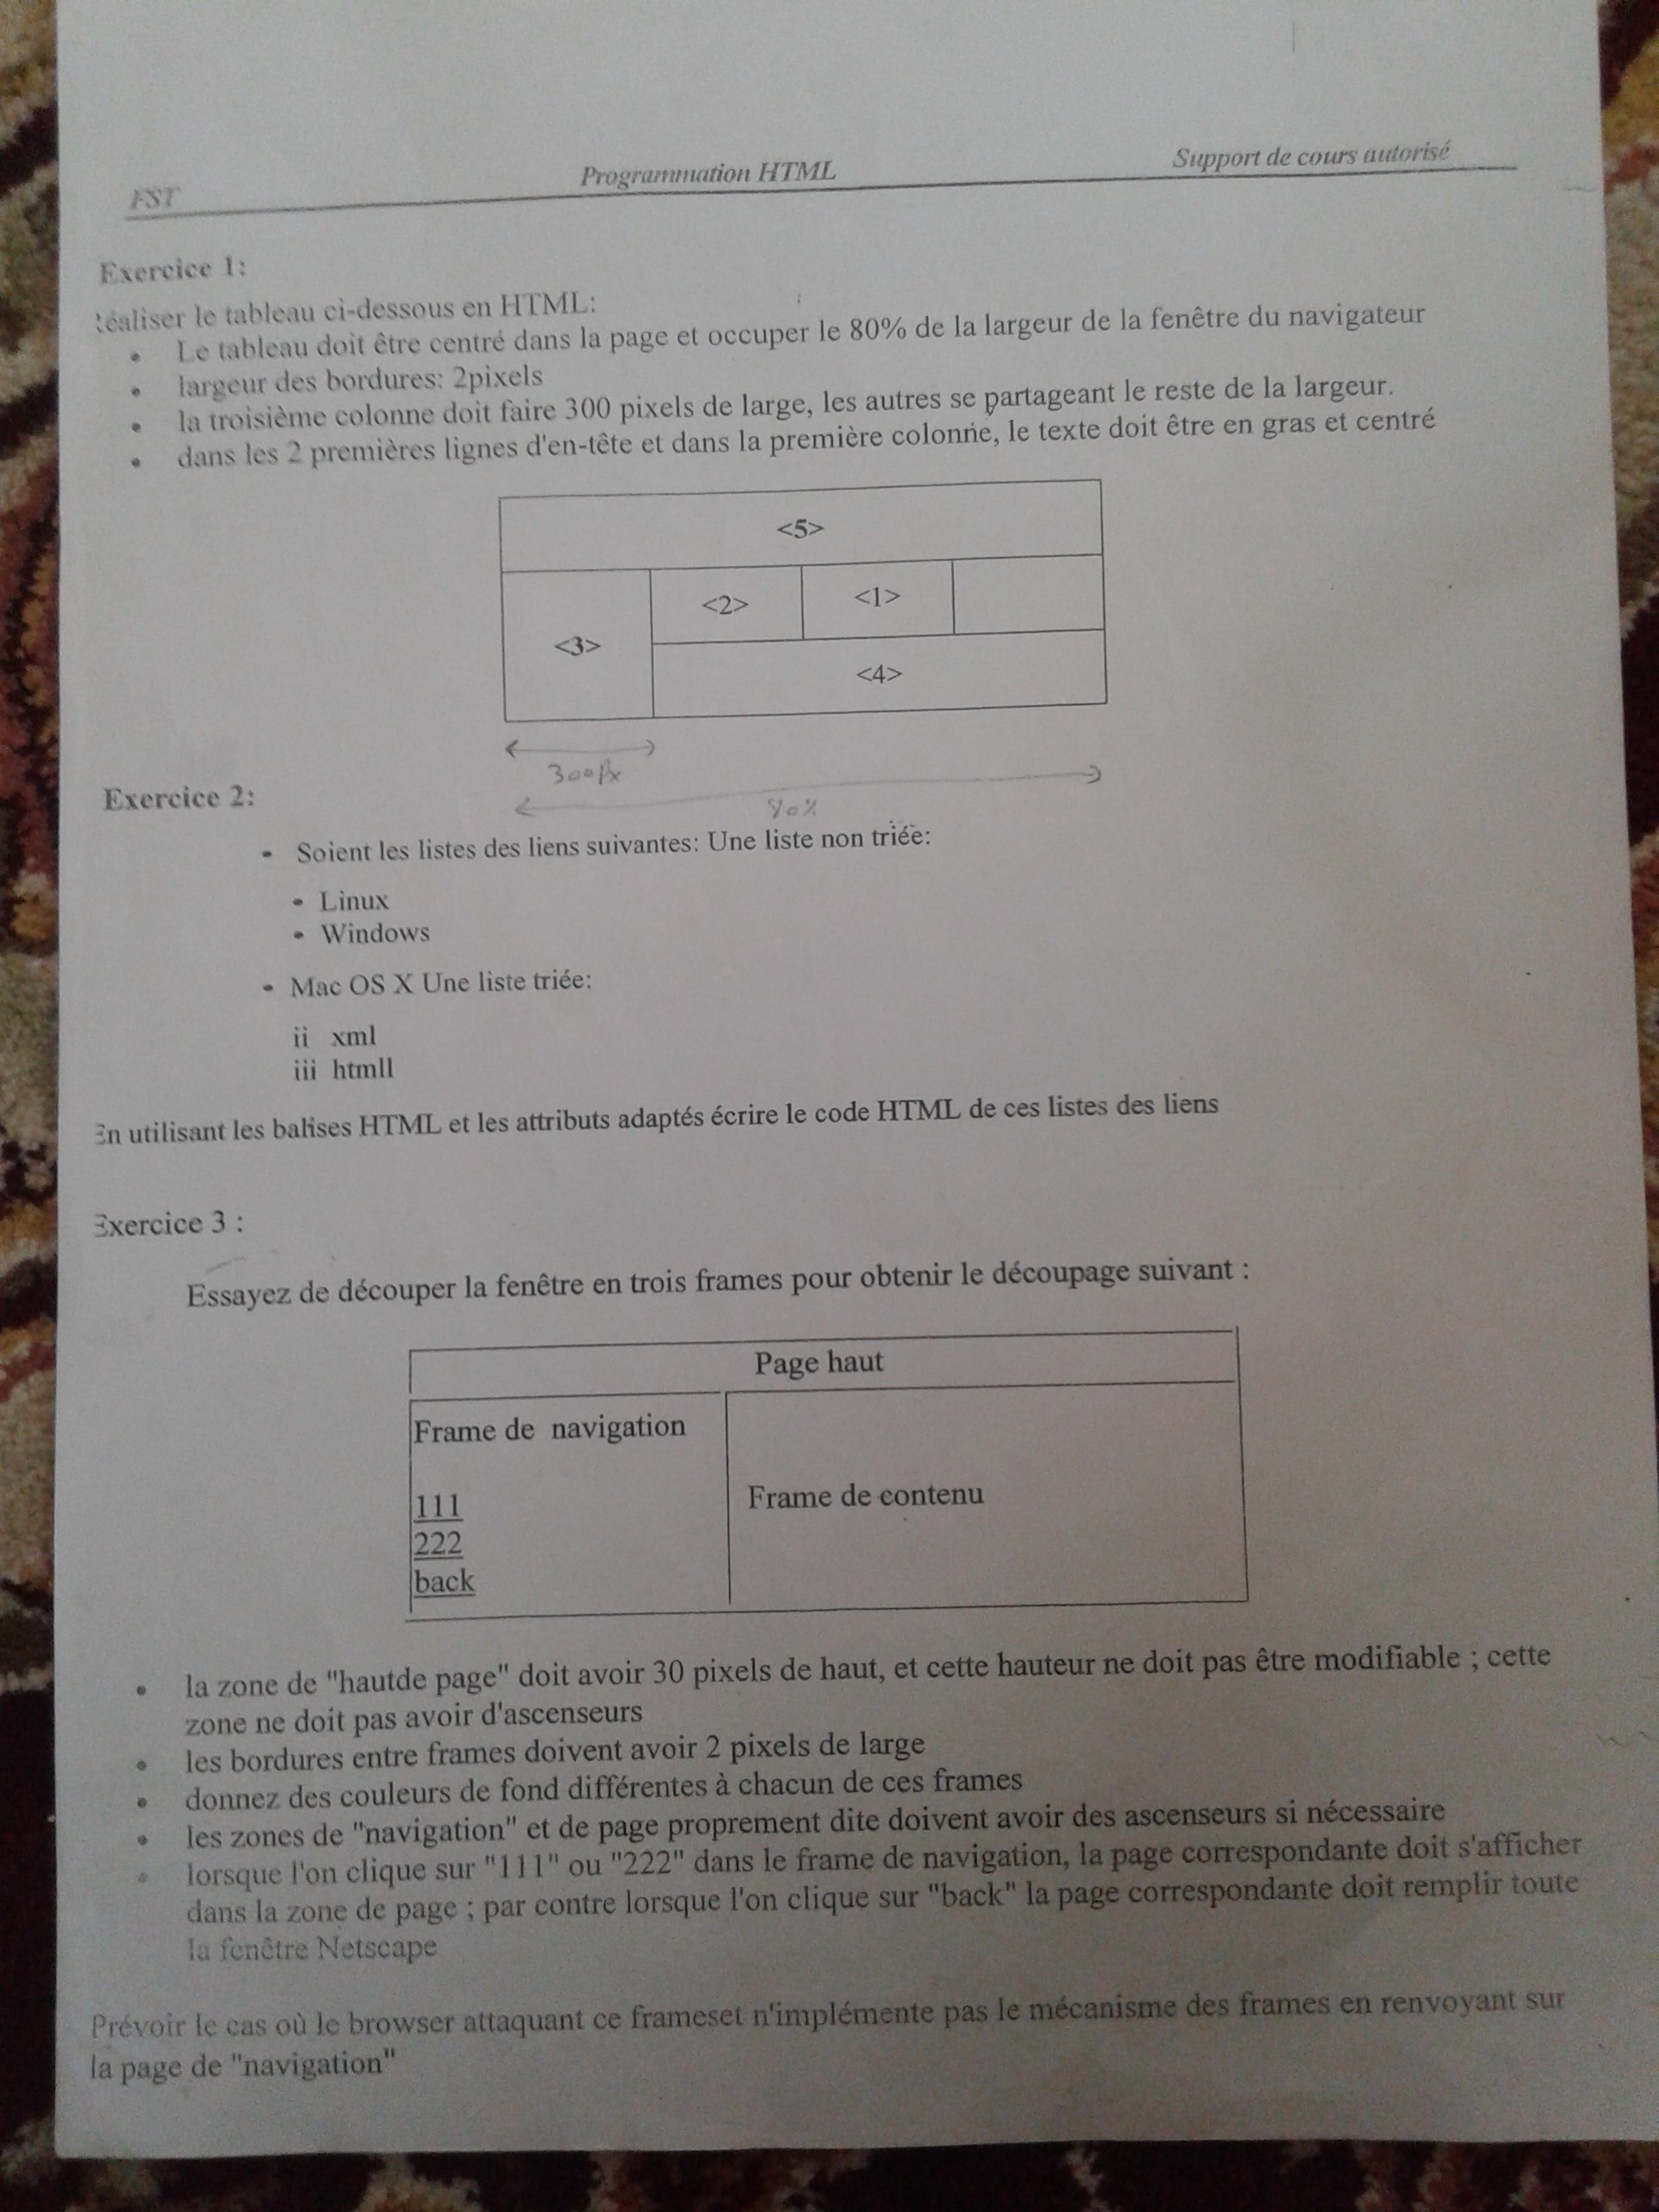 FST Programmation HTML Support de cours autorisé
Exercice 1:
éaliser le tableau ci-dessous en HTML:
• Le tableau doit être centré dans la page et occuper le 80% de la largeur de la fenêtre du navigateur
• largeur des bordures: 2pixels
• la troisième colonne doit faire 300 pixels de large, les autres se partageant le reste de la largeur.
• dans les 2 premières lignes d'en-tête et dans la première colonne, le texte doit être en gras et centré
<5>
<2> <1>
<3>
<4>
300px
80%
Exercice 2:
• Soient les listes des liens suivantes: Une liste non triée:
• Linux
• Windows
• Mac OS X Une liste triée:
ii xml
iii htmll
En utilisant les balises HTML et les attributs adaptés écrire le code HTML de ces listes des liens
Exercice 3 :
Essayez de découper la fenêtre en trois frames pour obtenir le découpage suivant :
Page haut
Frame de navigation
111
Frame de contenu
222
back
• la zone de "hautde page" doit avoir 30 pixels de haut, et cette hauteur ne doit pas être modifiable ; cette
zone ne doit pas avoir d'ascenseurs
• les bordures entre frames doivent avoir 2 pixels de large
• donnez des couleurs de fond différentes à chacun de ces frames
• les zones de "navigation" et de page proprement dite doivent avoir des ascenseurs si nécessaire
• lorsque l'on clique sur "111" ou "222" dans le frame de navigation, la page correspondante doit s'afficher
dans la zone de page ; par contre lorsque l'on clique sur "back" la page correspondante doit remplir toute
la fenêtre Netscape
Prévoir le cas où le browser attaquant ce frameset n'implémente pas le mécanisme des frames en renvoyant sur
la page de "navigation"